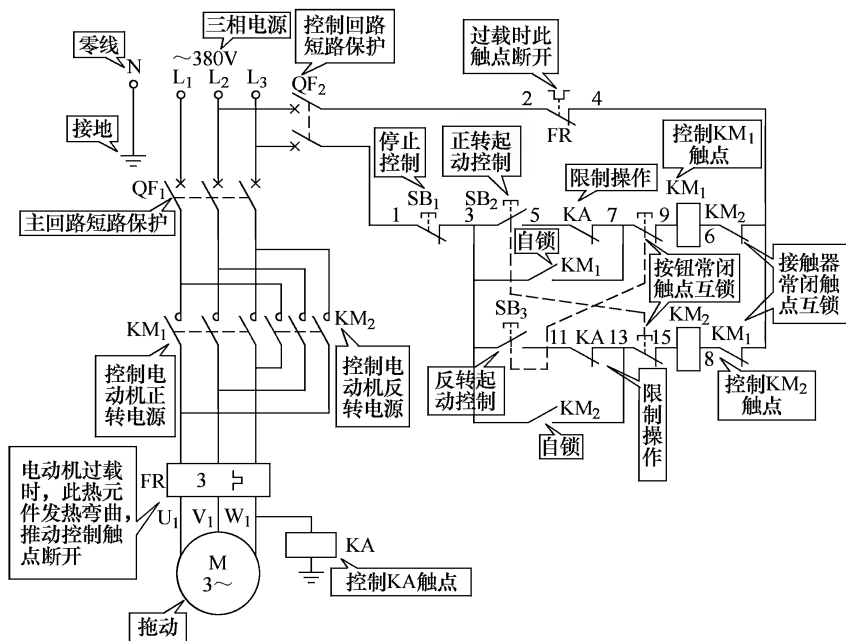 零线
N
三相电源
～380V
L1
L2
L3
控制回路
短路保护
QF2
过载时此
触点断开
2
4
FR
接地
停止
控制
正转起
动控制
控制KM1
触点
限制操作
QF1
主回路短路保护
SB1
SB2
KM1
1
3
5
KA
7
9
6
KM2
自锁
KM1
按钮常闭
触点互锁
接触器
常闭触
点互锁
KM1
KM2
SB3
KM2
11
KA
13
15
8
KM1
控制电
动机正
转电源
控制电
动机反
转电源
反转起
动控制
限
制
操
作
控制KM2
触点
KM2
自锁
电动机过载
时，此热元
件发热弯曲，
推动控制触
点断开
FR
3
U1
V1
W1
M
3～
KA
控制KA触点
拖动